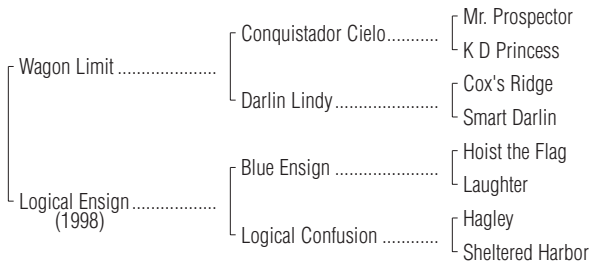 Mr. Prospector
Conquistador Cielo...........
K D Princess
Wagon Limit .....................
Cox's Ridge
Darlin Lindy......................
Smart Darlin
Hoist the Flag
Blue Ensign ......................
Laughter
Logical Ensign..................
(1998)
Hagley
Logical Confusion ............
Sheltered Harbor